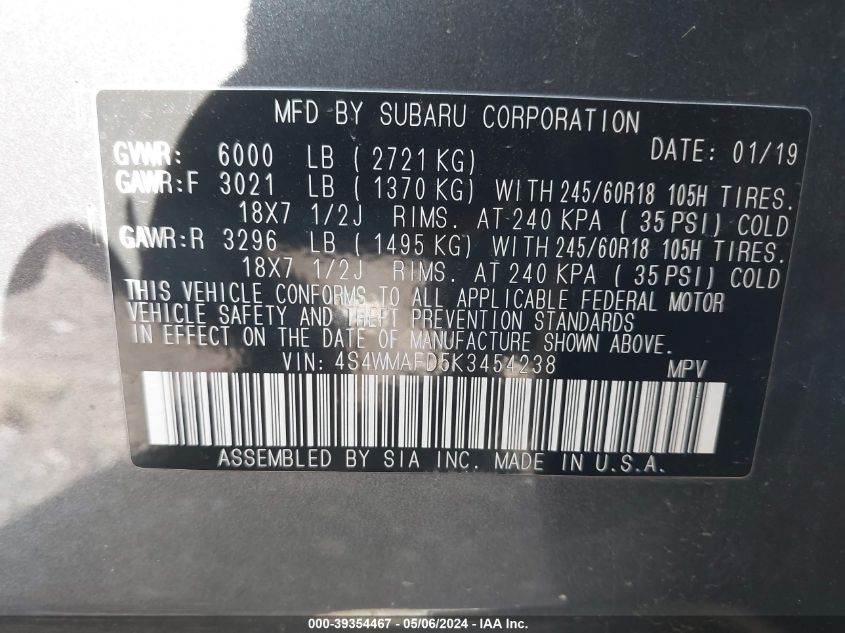 MFD BY SUBARU CORPORATION
DATE: 01/19
GVWR: 6000 LB ( 2721 KG)
GAWR:F 3021 LB ( 1370 KG) WITH 245/60R18 105H TIRES.
18X7 1/2J RIMS. AT 240 KPA ( 35 PSI) COLD
GAWR:R 3296 LB ( 1495 KG) WITH 245/60R18 105H TIRES.
18X7 1/2J RIMS. AT 240 KPA ( 35 PSI) COLD
THIS VEHICLE CONFORMS TO ALL APPLICABLE FEDERAL MOTOR
VEHICLE SAFETY AND THEFT PREVENTION STANDARDS
IN EFFECT ON THE DATE OF MANUFACTURE SHOWN ABOVE.
VIN: 4S4WMAFD5K3454238 MPV
ASSEMBLED BY SIA INC. MADE IN U.S.A.
000-39354467 - 05/06/2024 - IAA Inc.